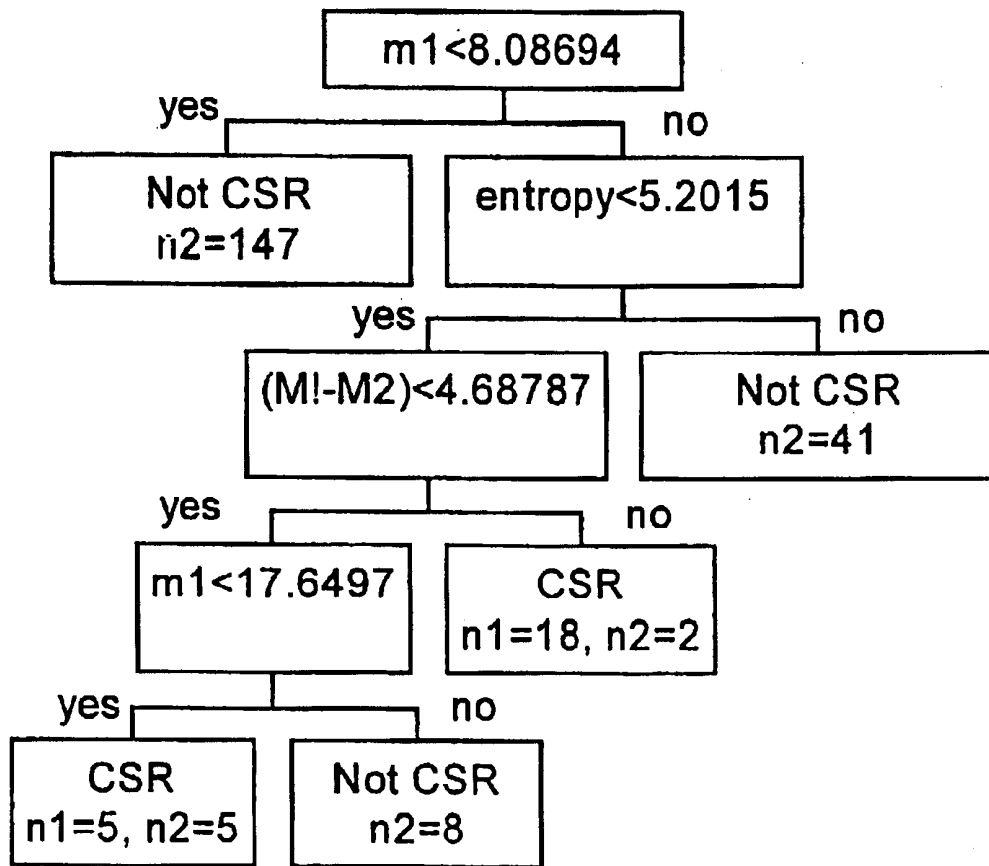 m1<8.08694
yes
no
Not CSR
n2=147
entropy<5.2015
yes
no
(M!-M2)<4.68787
Not CSR
n2=41
yes
no
m1<17.6497
CSR
n1=18, n2=2
yes
no
CSR
n1=5, n2=5
Not CSR
n2=8